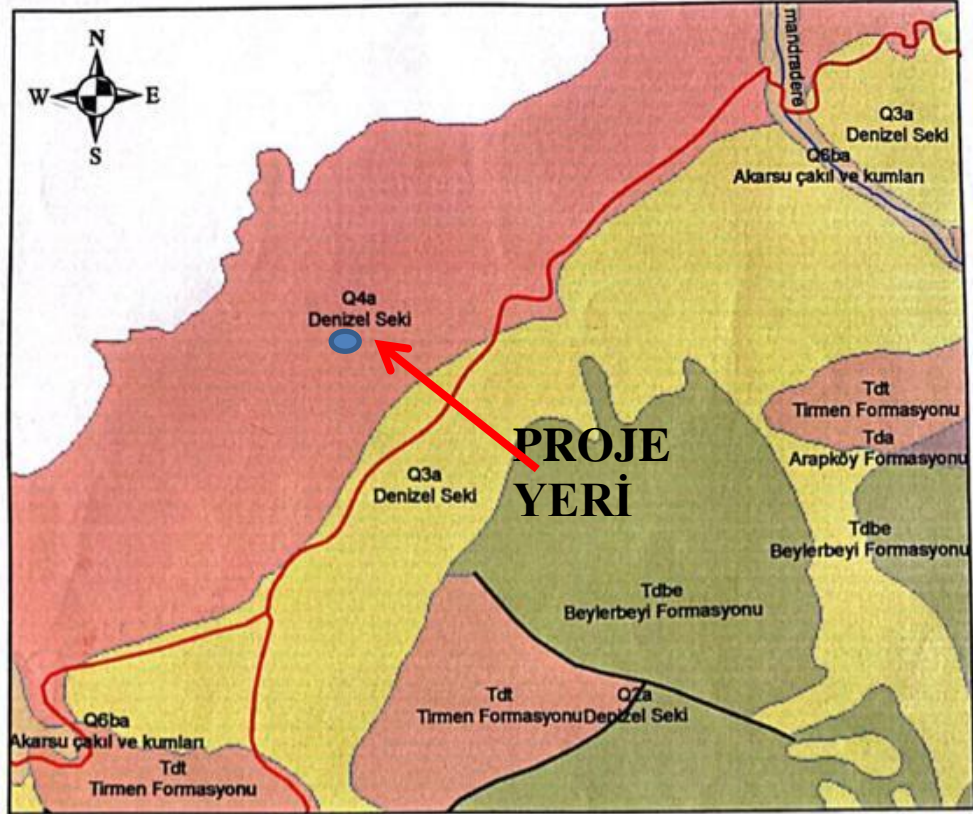 N
W
E
S
mandradere
Q3a
Denizel Seki
Q6ba
Akarsu çakıl ve kumları
Q4a
Denizel Seki
Tdt
Tirmen Formasyonu
Tda
Arapköy Formasyonu
PROJE
YERİ
Q3a
Denizel Seki
Tdbe
Beylerbeyi Formasyonu
Tdbe
Beylerbeyi Formasyonu
Tdt
Tirmen Formasyonu
Q2a
Denizel Seki
Q6ba
Akarsu çakıl ve kumları
Tdt
Tirmen Formasyonu